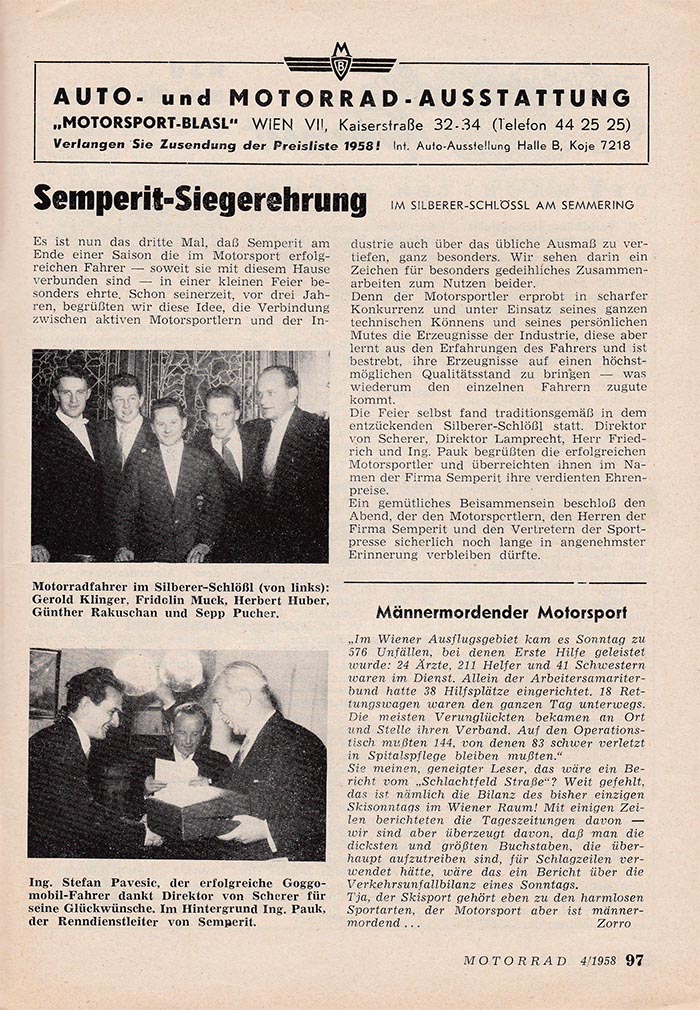 M
B
AUTO- und MOTORRAD-AUSSTATTUNG
„MOTORSPORT-BLASL" WIEN VII, Kaiserstraße 32-34 (Telefon 44 25 25)
Verlangen Sie Zusendung der Preisliste 1958! Int. Auto-Ausstellung Halle B, Koje 7218
Semperit-Siegerehrung IM SILBERER-SCHLÖSSL AM SEMMERING
Es ist nun das dritte Mal, daß Semperit am
Ende einer Saison die im Motorsport erfolg-
reichen Fahrer — soweit sie mit diesem Hause
verbunden sind — in einer kleinen Feier be-
sonders ehrte. Schon seinerzeit, vor drei Jah-
ren, begrüßten wir diese Idee, die Verbindung
zwischen aktiven Motorsportlern und der In-
Motorradfahrer im Silberer-Schlößl (von links):
Gerold Klinger, Fridolin Muck, Herbert Huber,
Günther Rakuschan und Sepp Pucher.
Ing. Stefan Pavesic, der erfolgreiche Goggo-
mobil-Fahrer dankt Direktor von Scherer für
seine Glückwünsche. Im Hintergrund Ing. Pauk,
der Renndienstleiter von Semperit.
dustrie auch über das übliche Ausmaß zu ver-
tiefen, ganz besonders. Wir sehen darin ein
Zeichen für besonders gedeihliches Zusammen-
arbeiten zum Nutzen beider.
Denn der Motorsportler erprobt in scharfer
Konkurrenz und unter Einsatz seines ganzen
technischen Könnens und seines persönlichen
Mutes die Erzeugnisse der Industrie, diese aber
lernt aus den Erfahrungen des Fahrers und ist
bestrebt, ihre Erzeugnisse auf einen höchst-
möglichen Qualitätsstand zu bringen — was
wiederum den einzelnen Fahrern zugute
kommt.
Die Feier selbst fand traditionsgemäß in dem
entzückenden Silberer-Schlößl statt. Direktor
von Scherer, Direktor Lamprecht, Herr Fried-
rich und Ing. Pauk begrüßten die erfolgreichen
Motorsportler und überreichten ihnen im Na-
men der Firma Semperit ihre verdienten Ehren-
preise.
Ein gemütliches Beisammensein beschloß den
Abend, der den Motorsportlern, den Herren der
Firma Semperit und den Vertretern der Sport-
presse sicherlich noch lange in angenehmster
Erinnerung verbleiben dürfte.
Männermordender Motorsport
„Im Wiener Ausflugsgebiet kam es Sonntag zu
576 Unfällen, bei denen Erste Hilfe geleistet
wurde: 24 Ärzte, 211 Helfer und 41 Schwestern
waren im Dienst. Allein der Arbeitersamariter-
bund hatte 38 Hilfsplätze eingerichtet. 18 Ret-
tungswagen waren den ganzen Tag unterwegs.
Die meisten Verunglückten bekamen an Ort
und Stelle ihren Verband. Auf den Operations-
tisch mußten 144, von denen 83 schwer verletzt
in Spitalspflege bleiben mußten."
Sie meinen, geneigter Leser, das wäre ein Be-
richt vom „Schlachtfeld Straße"? Weit gefehlt,
das ist nämlich die Bilanz des bisher einzigen
Skisonntags im Wiener Raum! Mit einigen Zei-
len berichteten die Tageszeitungen davon —
wir sind aber überzeugt davon, daß man die
dicksten und größten Buchstaben, die über-
haupt aufzutreiben sind, für Schlagzeilen ver-
wendet hätte, wäre das ein Bericht über die
Verkehrsunfallbilanz eines Sonntags.
Tja, der Skisport gehört eben zu den harmlosen
Sportarten, der Motorsport aber ist männer-
mordend . . . Zorro
MOTORRAD 4/1958 97